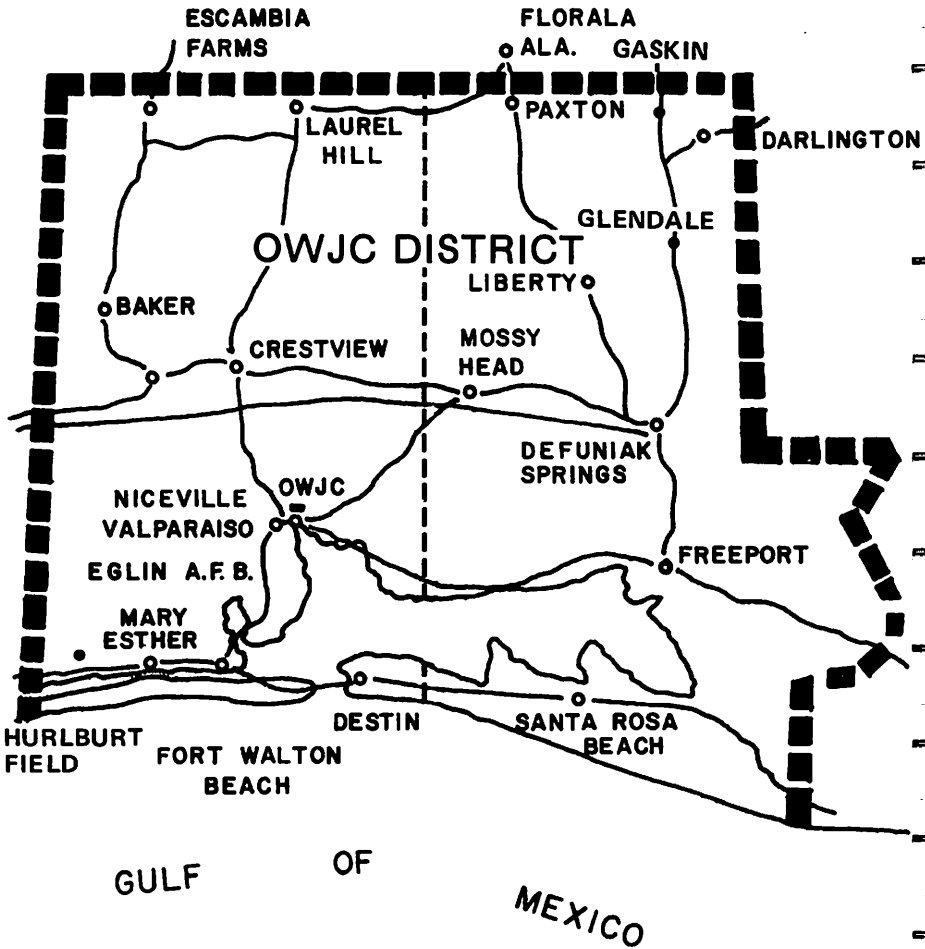 ESCAMBIA
FARMS
FLORALA
ALA.
GASKIN
LAUREL
HILL
PAXTON
DARLINGTON
GLENDALE
OWJC DISTRICT
LIBERTY
BAKER
CRESTVIEW
MOSSY
HEAD
DEFUNIAK
SPRINGS
OWJC
NICEVILLE
VALPARAISO
EGLIN A.F.B.
FREEPORT
MARY
ESTHER
HURLBURT
FIELD
FORT WALTON
BEACH
DESTIN
SANTA ROSA
BEACH
GULF OF MEXICO